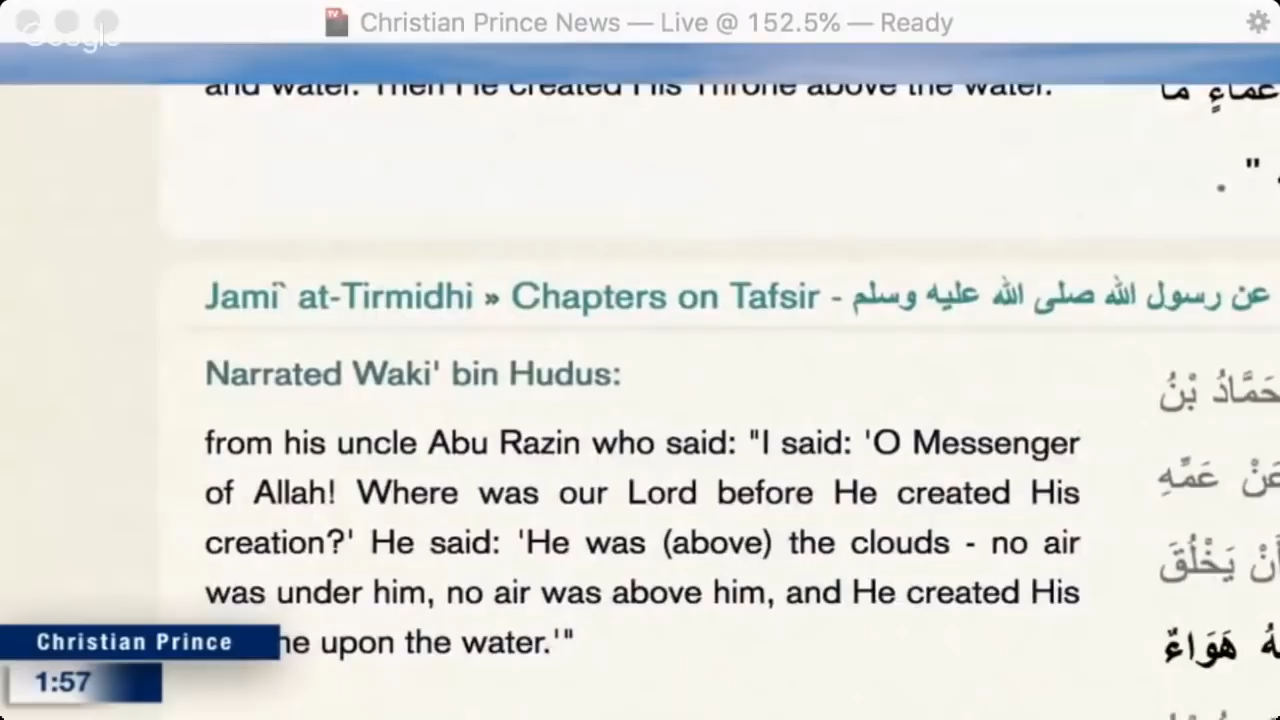 Christian Prince News — Live @ 152.5% — Ready
Google
and water. Then He created His Throne above the water.
عَمَاءٍ مَا
" .
Jami` at-Tirmidhi » Chapters on Tafsir - عن رسول الله صلى الله عليه وسلم
Narrated Waki' bin Hudus:
حَمَّادُ بْنُ
from his uncle Abu Razin who said: "I said: 'O Messenger
عَنْ عَمِّهِ
of Allah! Where was our Lord before He created His
creation?' He said: 'He was (above) the clouds - no air
أَنْ يَخْلُقَ
was under him, no air was above him, and He created His
ne upon the water.'"
هَوَاءٌ
Christian Prince
1:57